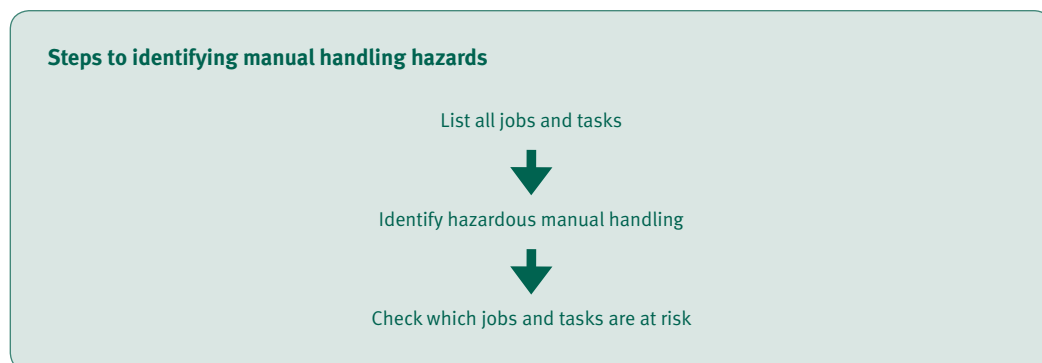 Steps to identifying manual handling hazards
List all jobs and tasks
Identify hazardous manual handling
Check which jobs and tasks are at risk